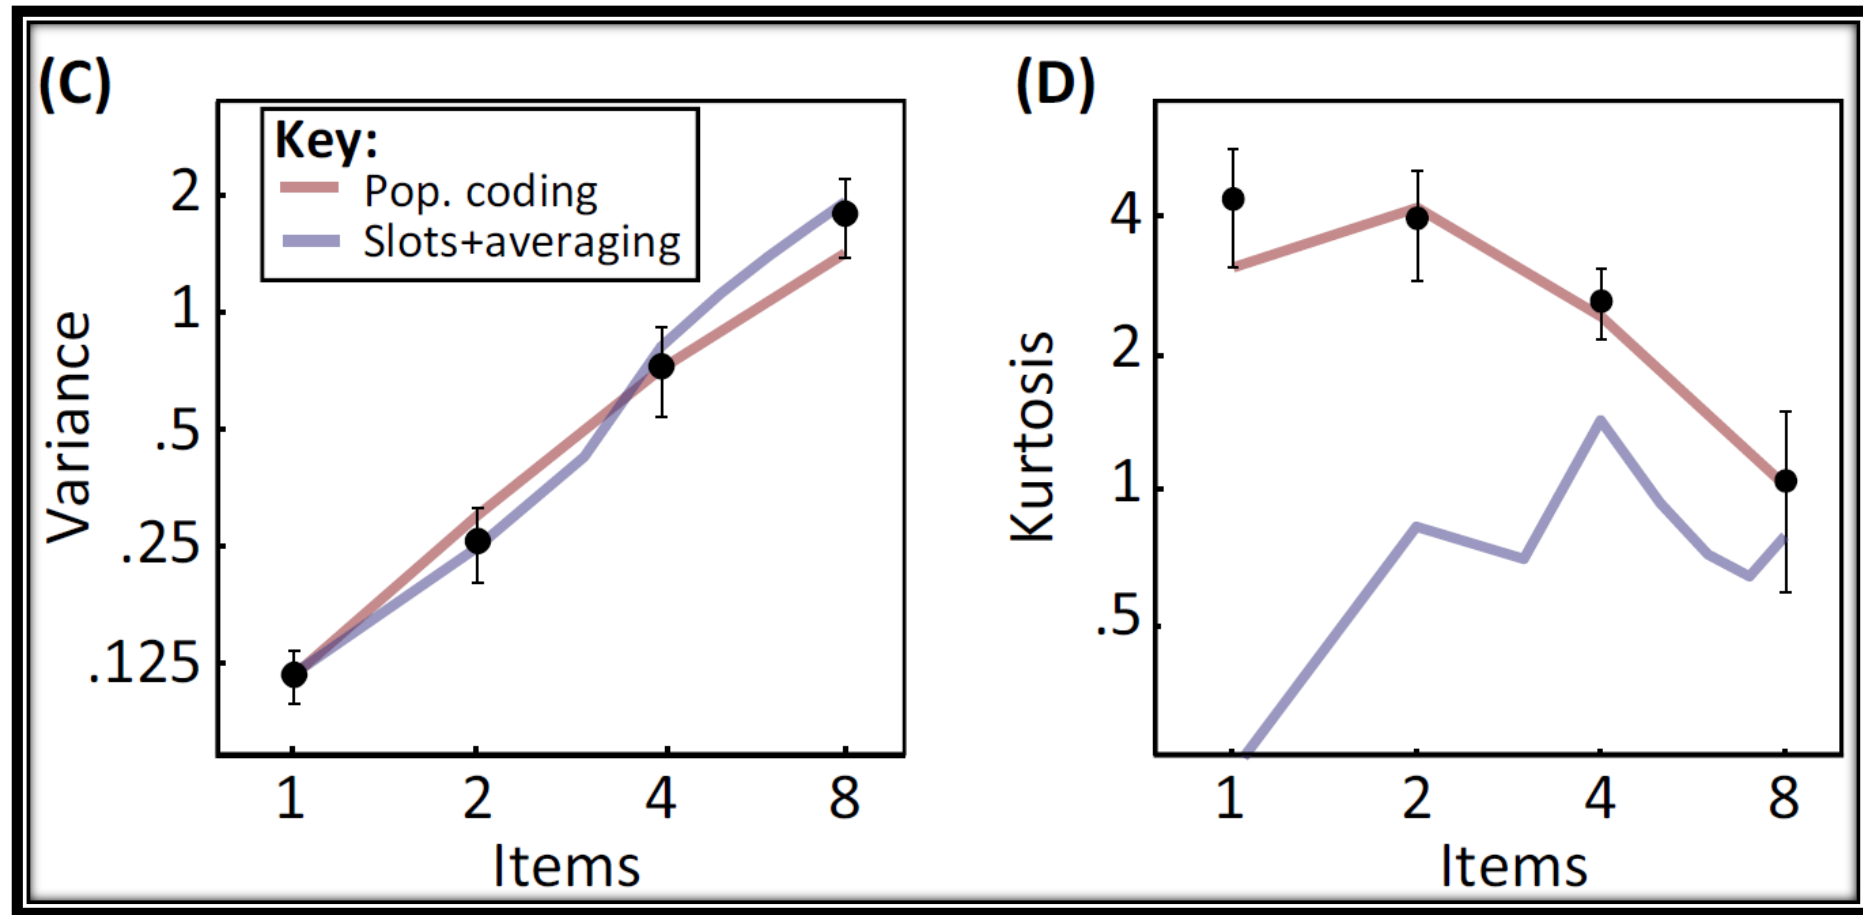 (C)
Key:
Pop. coding
Slots+averaging
Variance
2
1
.5
.25
.125
1 2 4 8
Items
(D)
Kurtosis
4
2
1
.5
1 2 4 8
Items